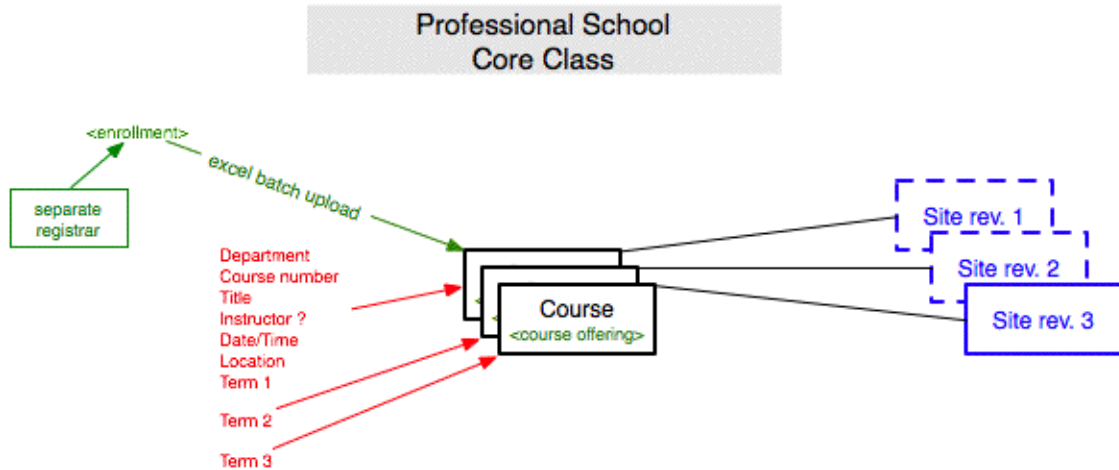 Professional School
Core Class
<enrollment>
excel batch upload
separate
registrar
Site rev. 1
Site rev. 2
Site rev. 3
Department
Course number
Title
Instructor ?
Date/Time
Location
Term 1
Term 2
Term 3
Course
<course offering>